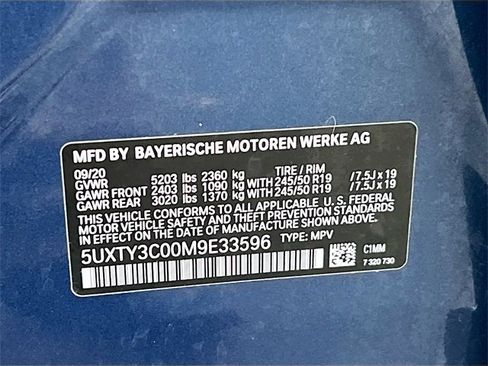 MFD BY BAYERISCHE MOTOREN WERKE AG
09/20 TIRE / RIM
GVWR 5203 lbs 2360 kg
GAWR FRONT 2403 lbs 1090 kg WITH 245/50 R19 /7.5J x 19
GAWR REAR 3020 lbs 1370 kg WITH 245/50 R19 /7.5J x 19
THIS VEHICLE CONFORMS TO ALL APPLICABLE U.S. FEDERAL
MOTOR VEHICLE SAFETY, BUMPER, AND THEFT PREVENTION
STANDARDS IN EFFECT ON THE DATE OF MANUFACTURE SHOWN ABOVE.
5UXTY3C00M9E33596 TYPE: MPV
C1MM
7 320 730